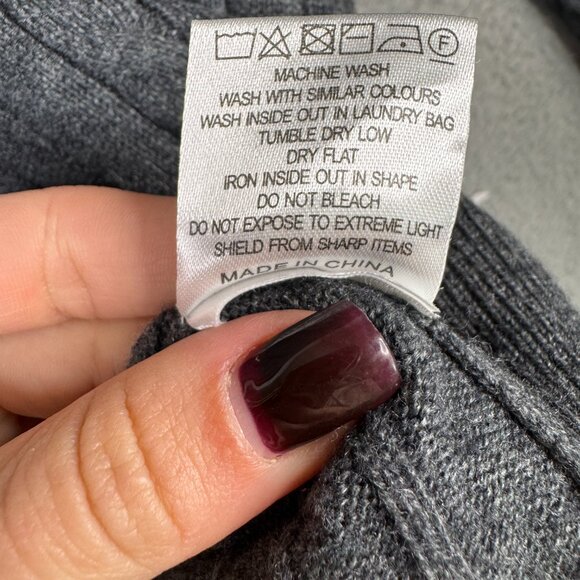 F
MACHINE WASH
WASH WITH SIMILAR COLOURS
WASH INSIDE OUT IN LAUNDRY BAG
TUMBLE DRY LOW
DRY FLAT
IRON INSIDE OUT IN SHAPE
DO NOT BLEACH
DO NOT EXPOSE TO EXTREME LIGHT
SHIELD FROM SHARP ITEMS
MADE IN CHINA